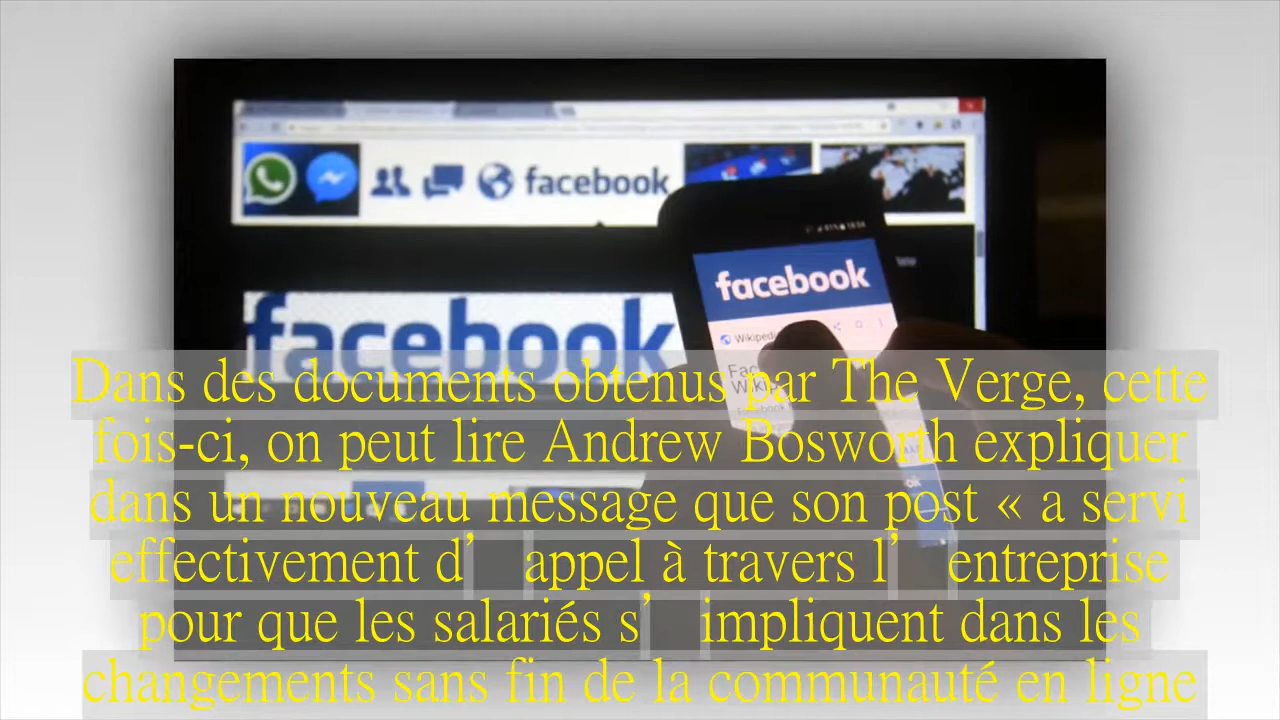 facebook
facebook
facebook
Wikipedi
Dans des documents obtenus par The Verge, cette
fois-ci, on peut lire Andrew Bosworth expliquer
dans un nouveau message que son post « a servi
effectivement d’ appel à travers l’ entreprise
pour que les salariés s’ impliquent dans les
changements sans fin de la communauté en ligne